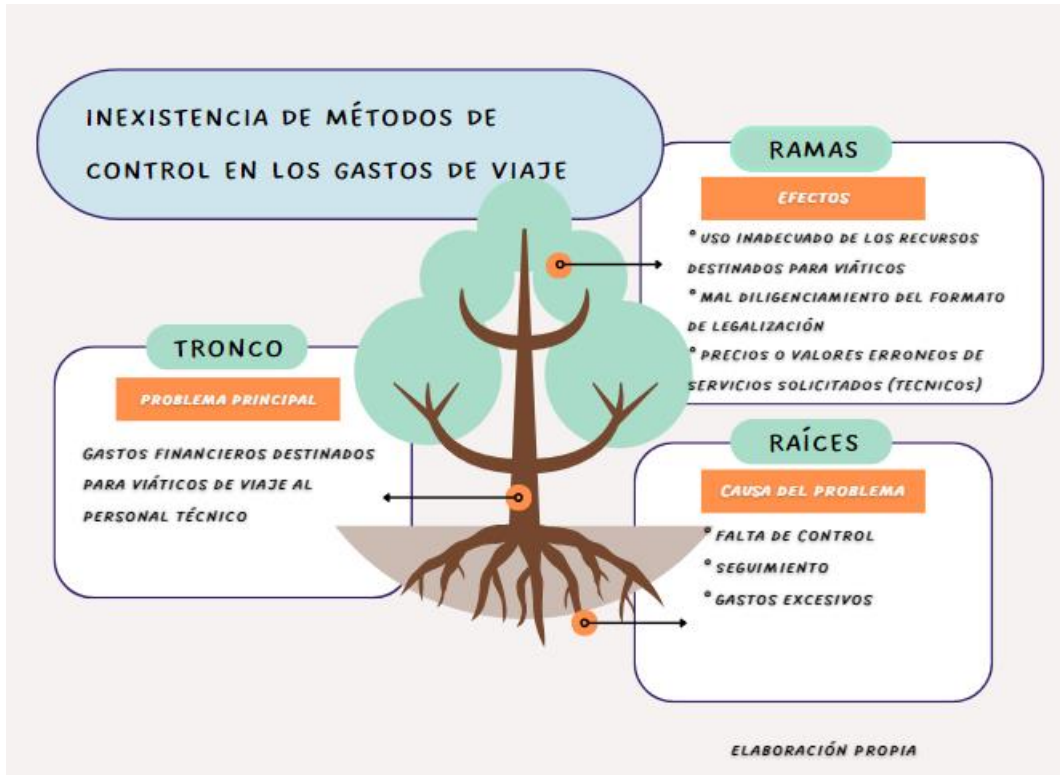 INEXISTENCIA DE MÉTODOS DE
CONTROL EN LOS GASTOS DE VIAJE
RAMAS
EFECTOS
° USO INADECUADO DE LOS RECURSOS
DESTINADOS PARA VIÁTICOS
° MAL DILIGENCIAMIENTO DEL FORMATO
DE LEGALIZACIÓN
° PRECIOS O VALORES ERRONEOS DE
SERVICIOS SOLICITADOS (TECNICOS)
TRONCO
PROBLEMA PRINCIPAL
GASTOS FINANCIEROS DESTINADOS
PARA VIÁTICOS DE VIAJE AL
PERSONAL TÉCNICO
RAÍCES
CAUSA DEL PROBLEMA
° FALTA DE CONTROL
° SEGUIMIENTO
° GASTOS EXCESIVOS
ELABORACIÓN PROPIA